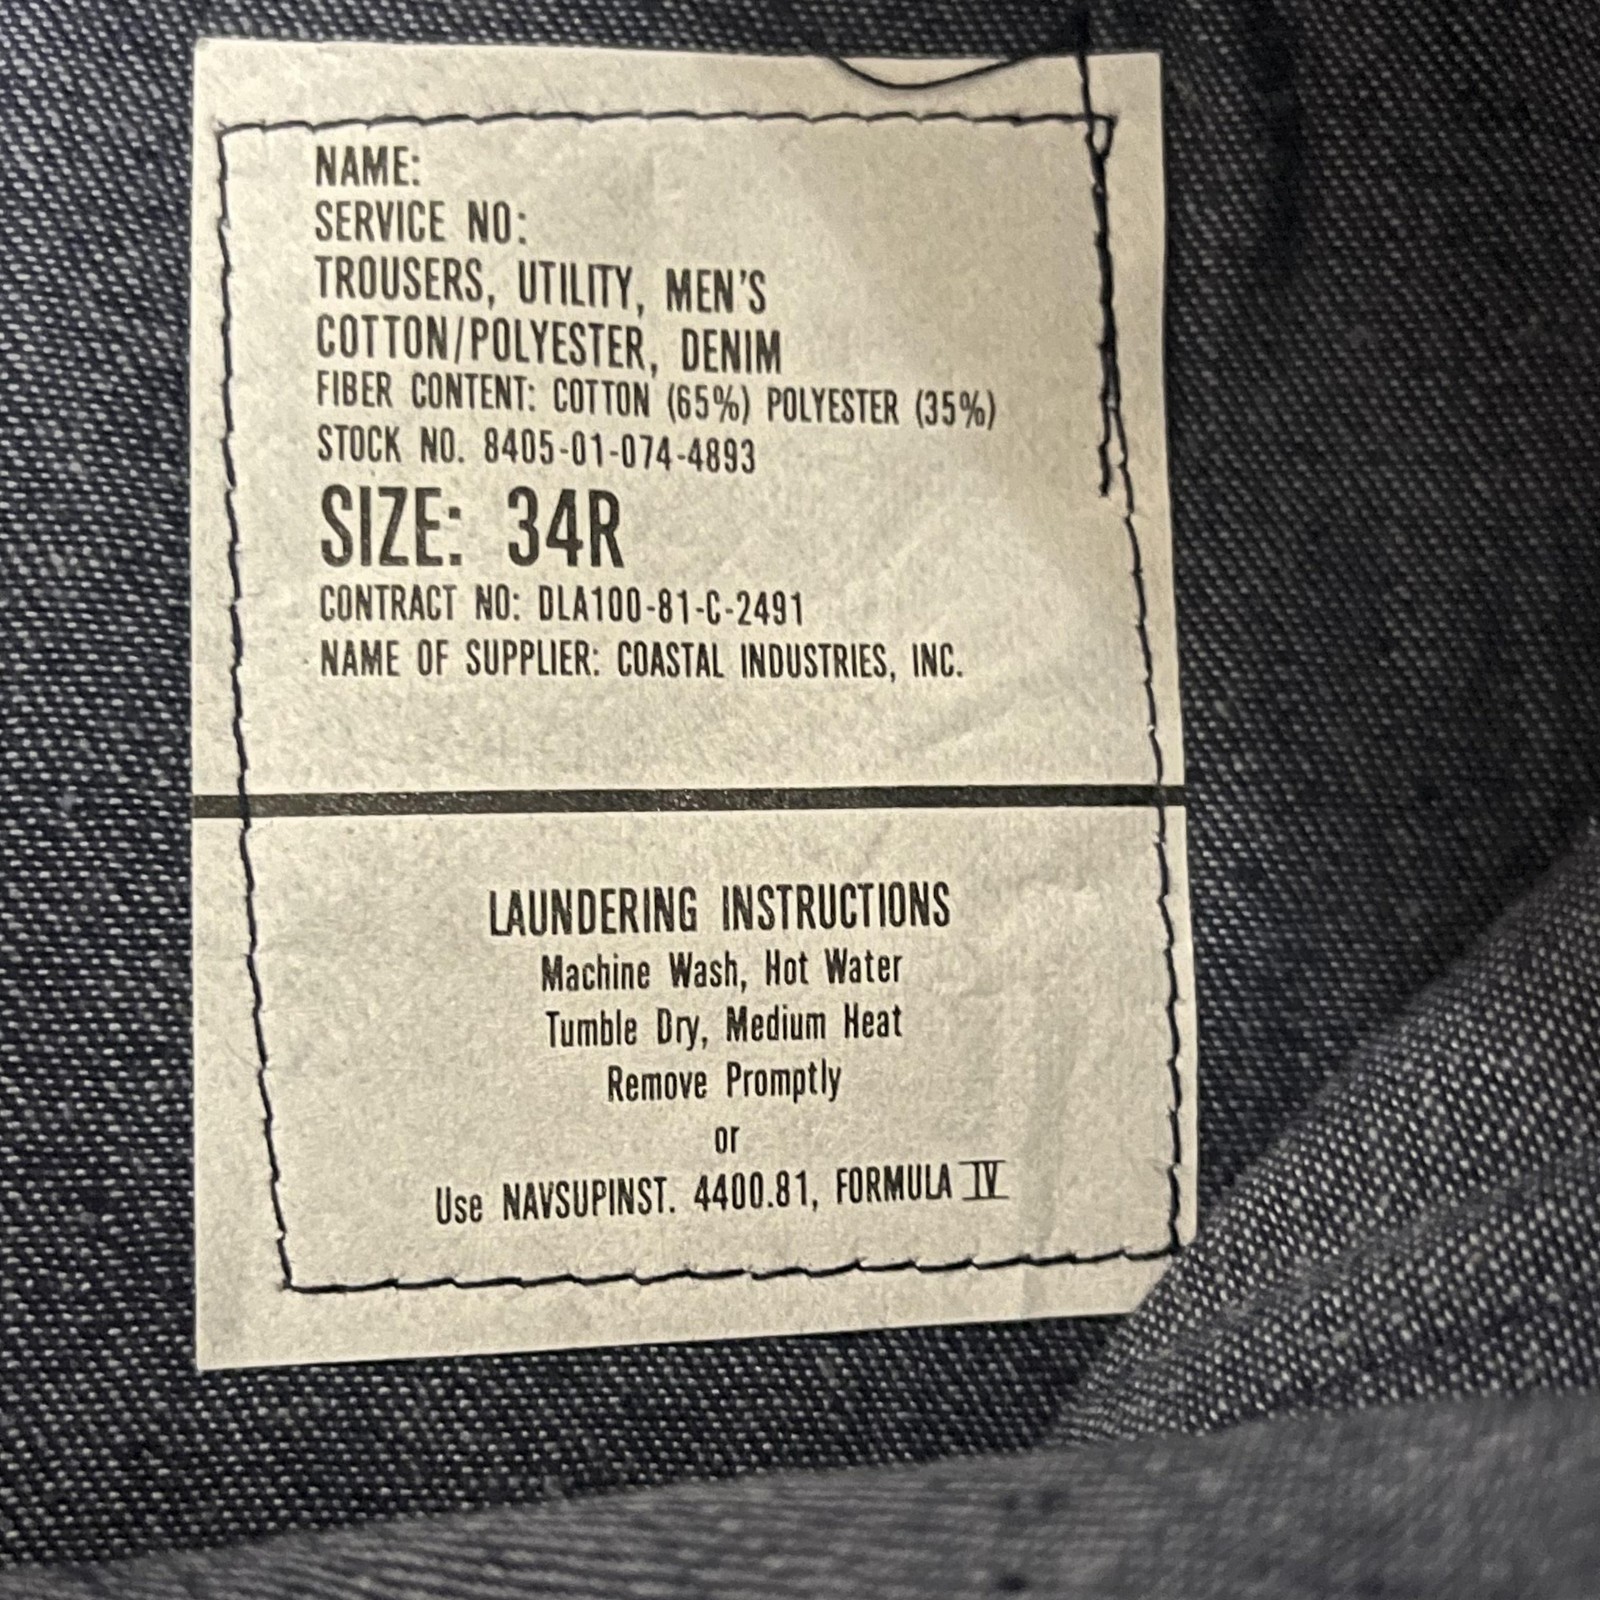 NAME:
SERVICE NO:
TROUSERS, UTILITY, MEN'S
COTTON/POLYESTER, DENIM
FIBER CONTENT: COTTON (65%) POLYESTER (35%)
STOCK NO. 8405-01-074-4893
SIZE: 34R
CONTRACT NO: DLA100-81-C-2491
NAME OF SUPPLIER: COASTAL INDUSTRIES, INC.
LAUNDERING INSTRUCTIONS
Machine Wash, Hot Water
Tumble Dry, Medium Heat
Remove Promptly
or
Use NAVSUPINST. 4400.81, FORMULA IV